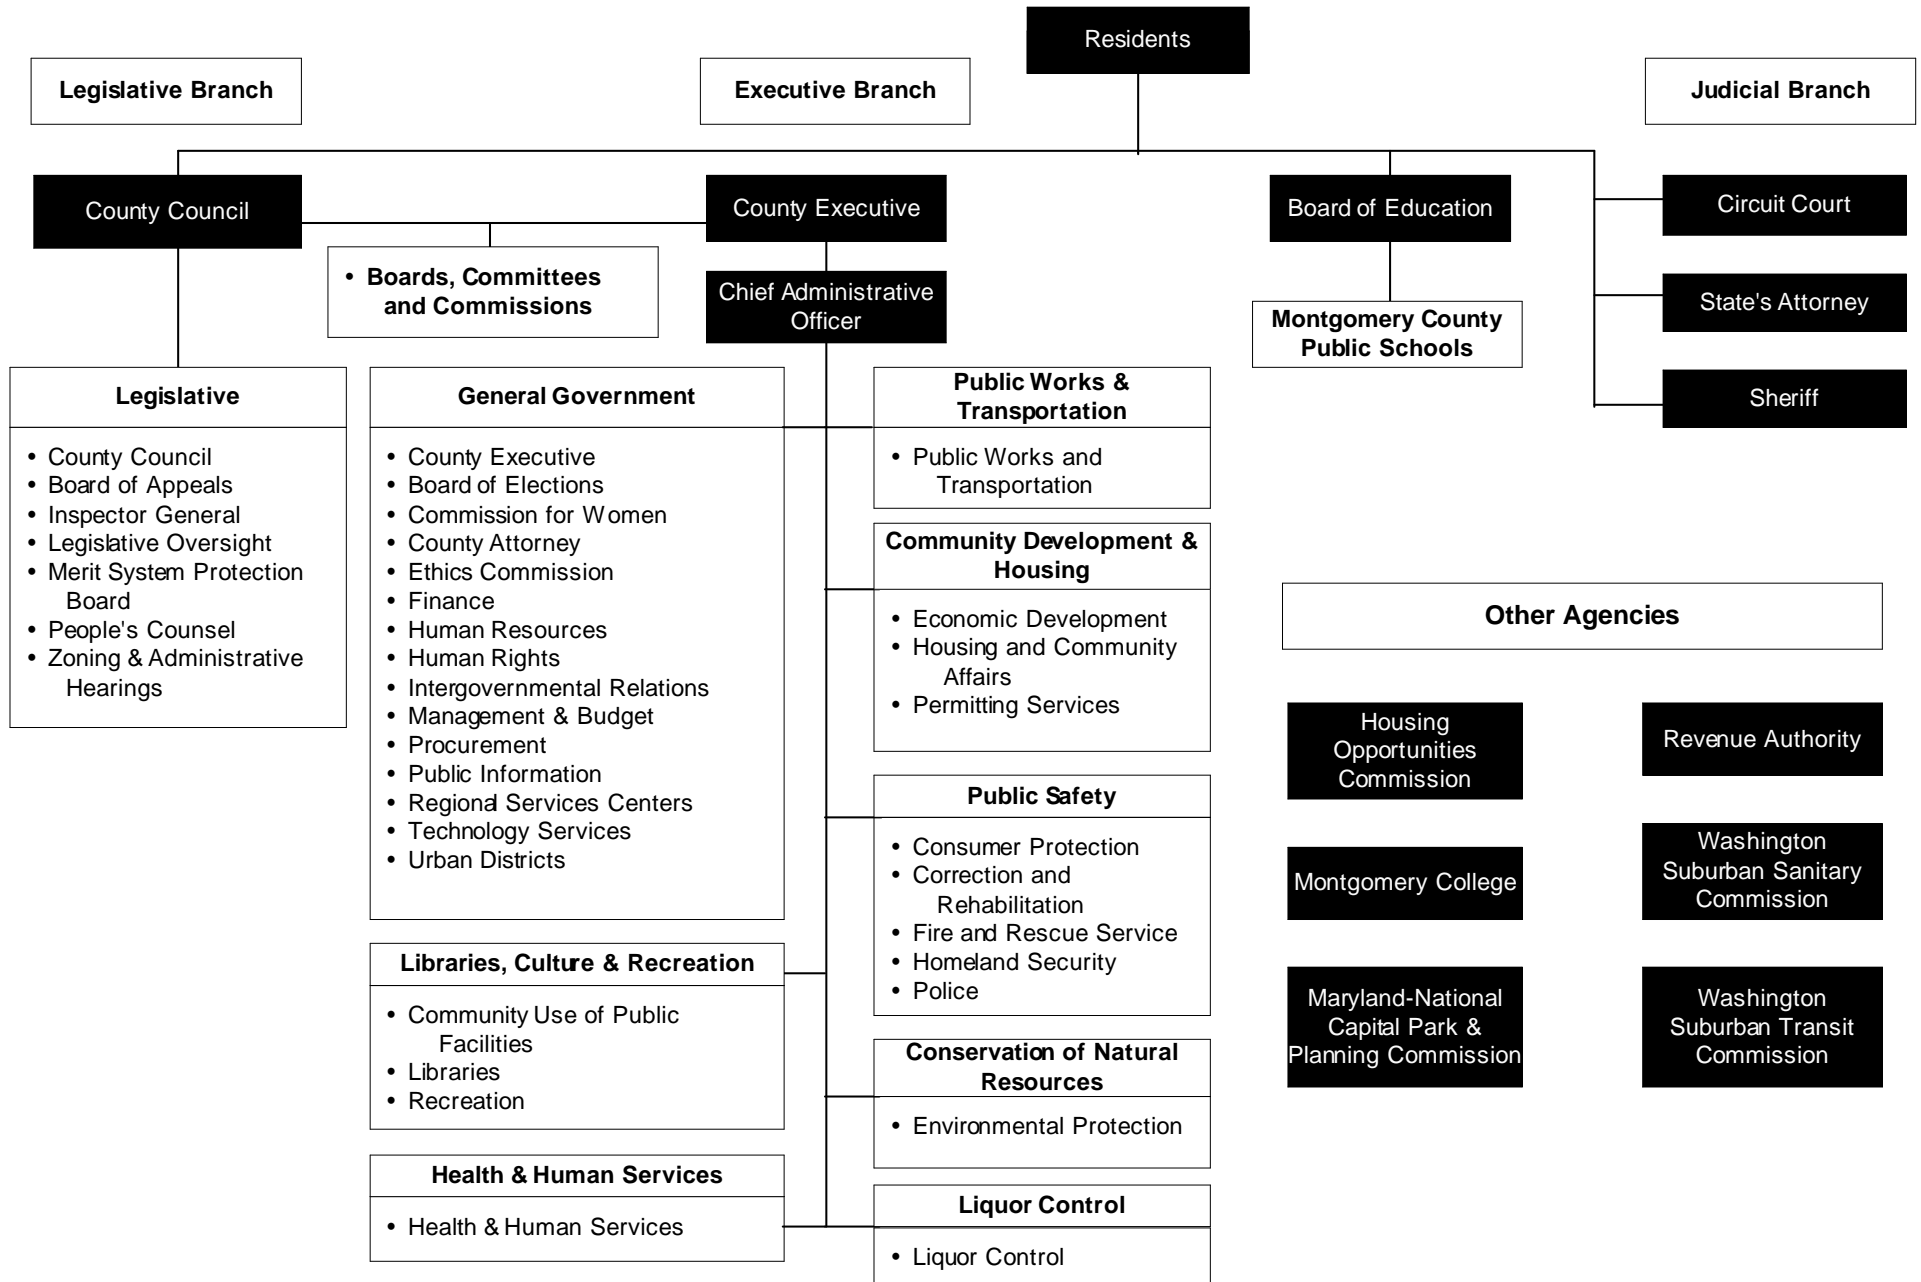 Residents
Legislative Branch
Executive Branch
Judicial Branch
County Council
County Executive
Board of Education
Circuit Court
• Boards, Committees
and Commissions
Chief Administrative
Officer
Montgomery County
Public Schools
State's Attorney
Sheriff
Legislative
• County Council
• Board of Appeals
• Inspector General
• Legislative Oversight
• Merit System Protection
Board
• People's Counsel
• Zoning & Administrative
Hearings
General Government
• County Executive
• Board of Elections
• Commission for Women
• County Attorney
• Ethics Commission
• Finance
• Human Resources
• Human Rights
• Intergovernmental Relations
• Management & Budget
• Procurement
• Public Information
• Regional Services Centers
• Technology Services
• Urban Districts
Libraries, Culture & Recreation
• Community Use of Public
Facilities
• Libraries
• Recreation
Health & Human Services
• Health & Human Services
Public Works &
Transportation
• Public Works and
Transportation
Community Development &
Housing
• Economic Development
• Housing and Community
Affairs
• Permitting Services
Public Safety
• Consumer Protection
• Correction and
Rehabilitation
• Fire and Rescue Service
• Homeland Security
• Police
Conservation of Natural
Resources
• Environmental Protection
Liquor Control
• Liquor Control
Other Agencies
Housing
Opportunities
Commission
Revenue Authority
Montgomery College
Washington
Suburban Sanitary
Commission
Maryland-National
Capital Park &
Planning Commission
Washington
Suburban Transit
Commission